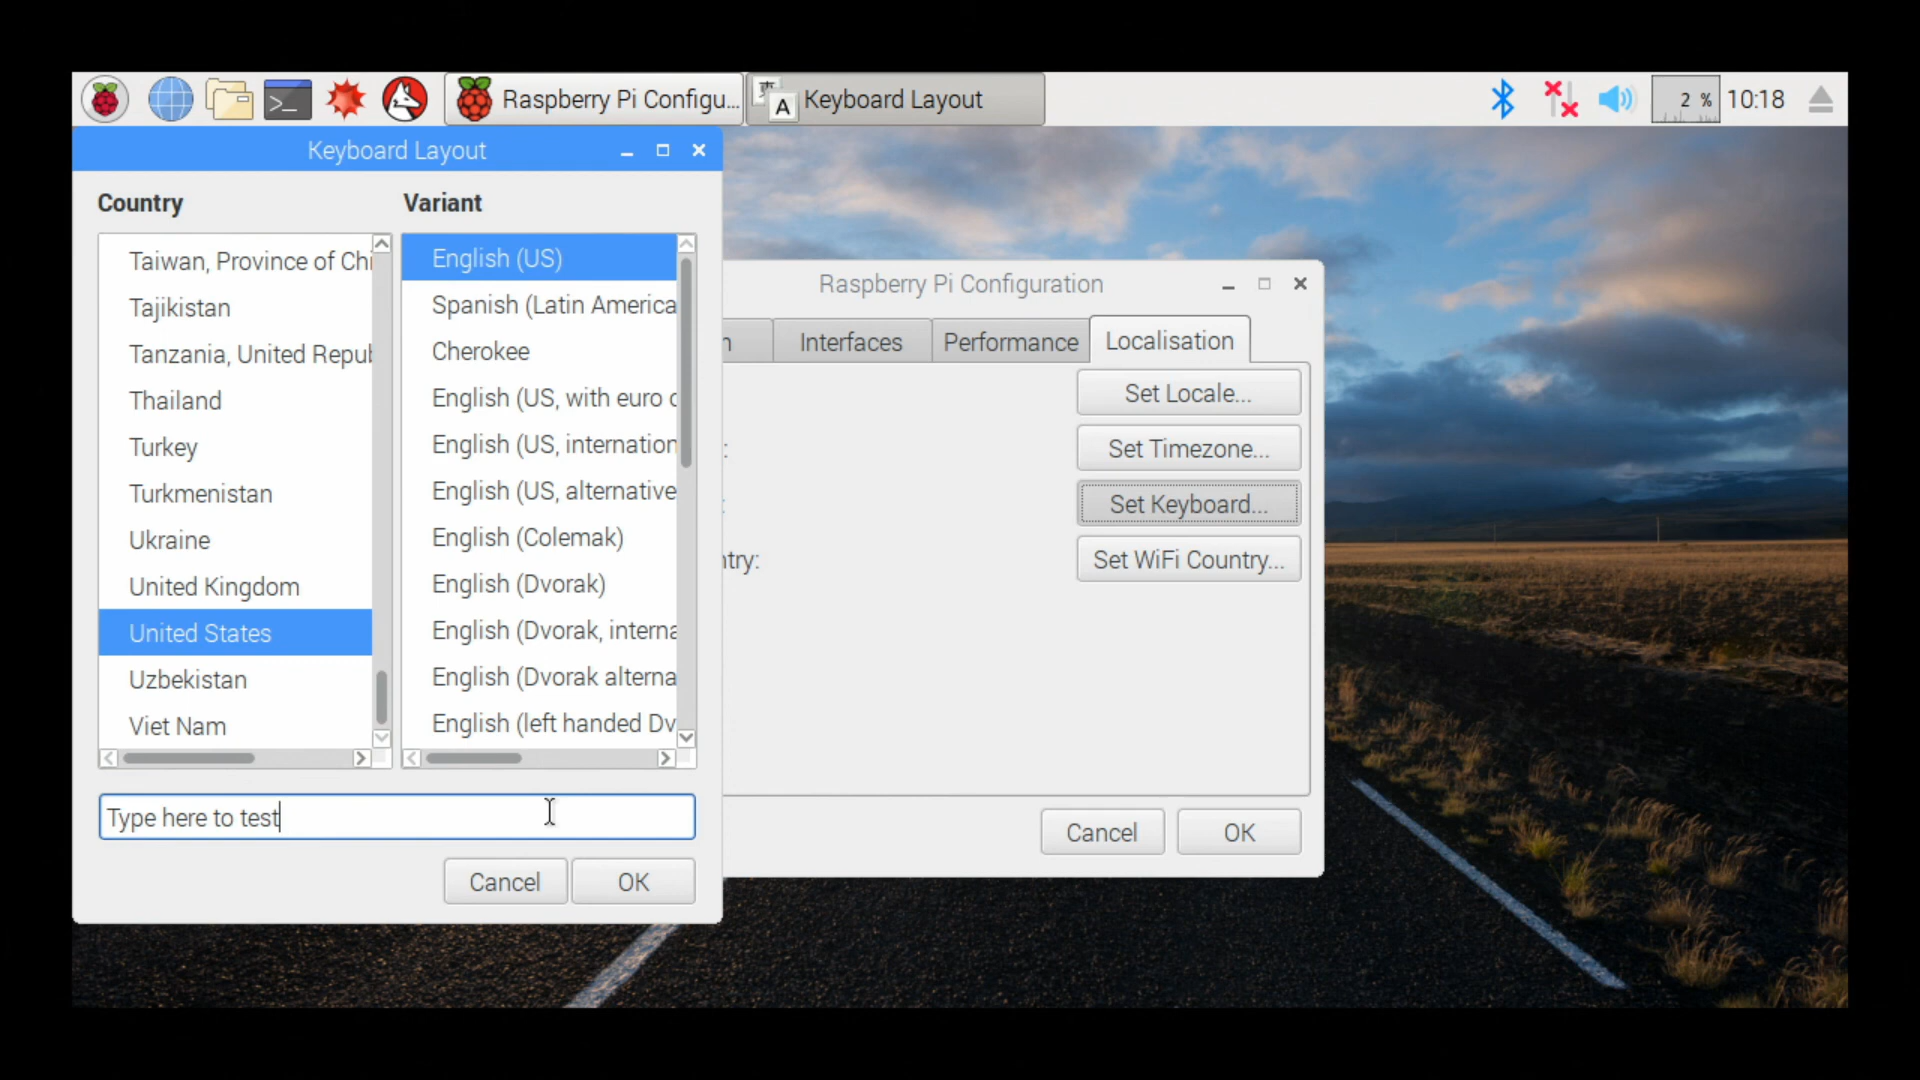 Raspberry Pi Configu...
Keyboard Layout
2 %
10:18
Keyboard Layout
Country
Variant
Taiwan, Province of Chi
Tajikistan
Tanzania, United Repub
Thailand
Turkey
Turkmenistan
Ukraine
United Kingdom
United States
Uzbekistan
Viet Nam
English (US)
Spanish (Latin America
Cherokee
English (US, with euro
English (US, internation
English (US, alternative
English (Colemak)
English (Dvorak)
English (Dvorak, interna
English (Dvorak alterna
English (left handed Dv
Type here to test
Cancel
OK
Raspberry Pi Configuration
Interfaces
Performance
Localisation
Set Locale...
:
Set Timezone...
:
Set Keyboard...
ntry:
Set WiFi Country...
Cancel
OK